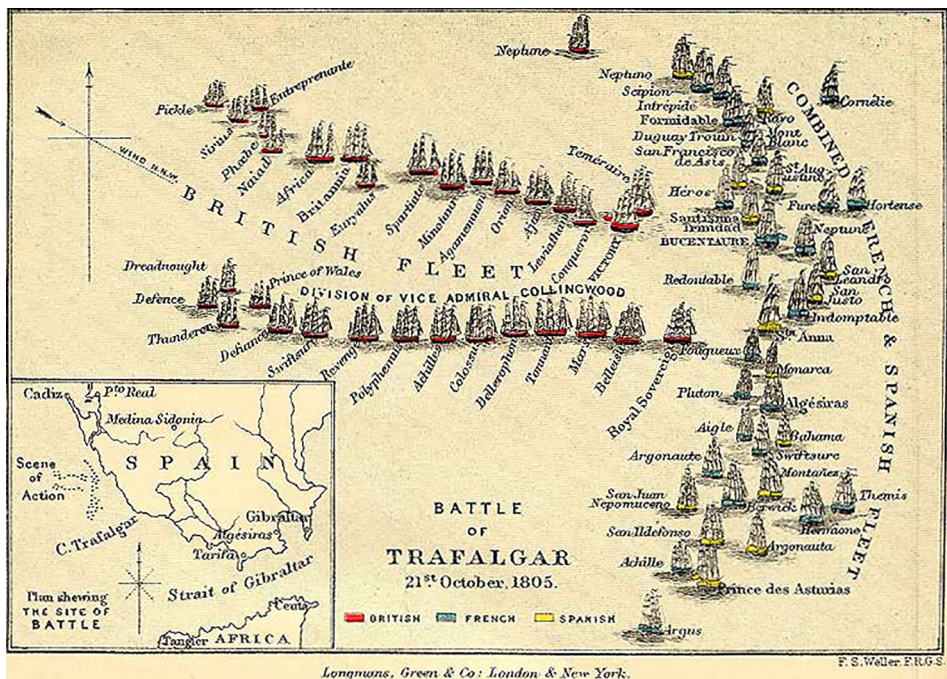 Neptune
Neptuno
Scipion
Intrépide
Formidable
Duguay Trouin
San Francisco
de Asis
Rayo
Mont
Blanc
Cornélie
COMBINED
FRENCH & SPANISH
FLEET
Pickle
Entreprenante
Sirius
Phœbe
Naiad
Africa
Britannia
Euryalus
Spartiate
Minotaur
Agamemnon
Orion
Ajax
Leviathan
Conqueror
VICTORY
Temeraire
WIND N.N.W.
BRITISH FLEET
Héros
St. Aug
ustino
Furet
Hortense
Santisma
Trinidad
BUCENTAURE
Neptune
Redoutable
San
Leandro
San
Justo
Indomptable
Sta. Anna
Dreadnought
Prince of Wales
Defence
Thunderer
DIVISION OF VICE ADMIRAL COLLINGWOOD
Defiance
Swiftsure
Revenge
Polyphemus
Achilles
Colossus
Bellerophon
Tonnant
Mars
Belleisle
Royal Sovereign
Fougueux
Monarca
Pluton
Algésiras
Aigle
Bahama
Swiftsure
Argonaute
Montañez
San Juan
Nepomuceno
Berwick
Themis
Hermione
San Ildefonso
Argonauta
Achille
Prince des Asturias
Argus
Cadiz
Pto Real
Medina Sidonia
SPAIN
Scene
of
Action
C. Trafalgar
Gibraltar
Algésiras
Tarifa
Strait of Gibraltar
Ceuta
Tangier
AFRICA
Plan shewing
THE SITE OF
BATTLE
BATTLE
OF
TRAFALGAR
21st October, 1805.
BRITISH FRENCH SPANISH
F. S. Weller. F.R.G.S.
Longmans, Green & Co: London & New York.